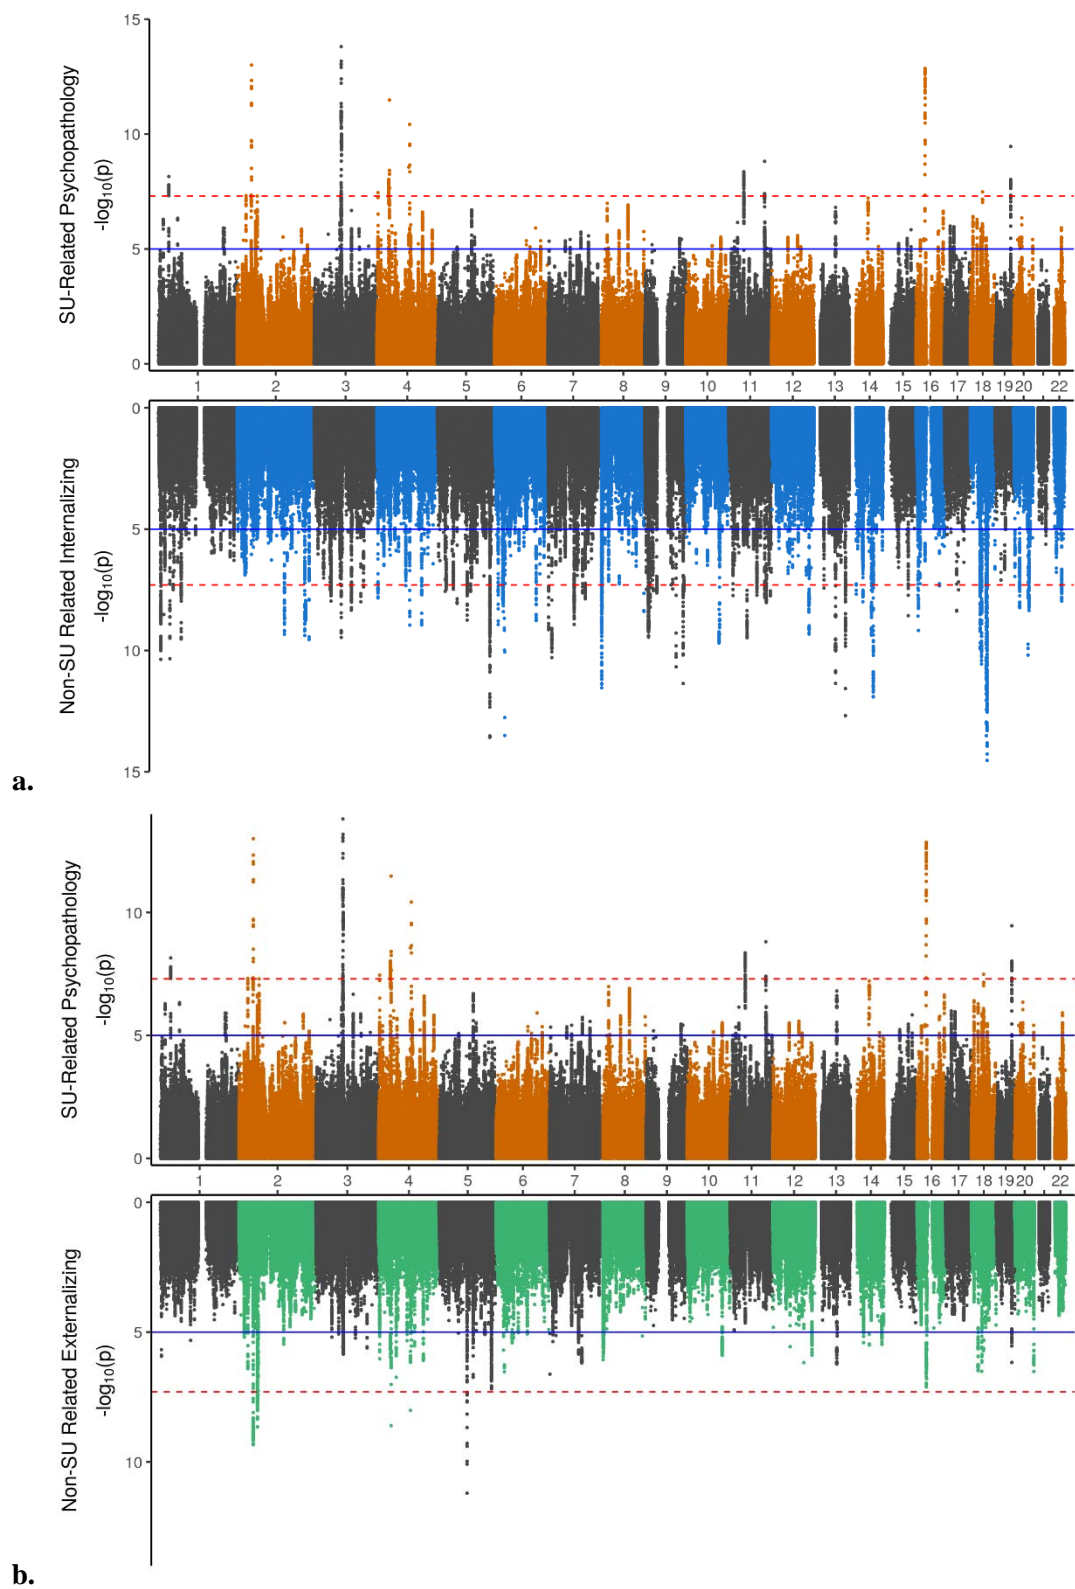 15
10
5
0
SU-Related Psychopathology
-log10(p)
1 2 3 4 5 6 7 8 9 10 11 12 13 14 15 16 17 18 19 20 22
0
5
10
15
Non-SU Related Internalizing
-log10(p)
a.
10
5
0
SU-Related Psychopathology
-log10(p)
1 2 3 4 5 6 7 8 9 10 11 12 13 14 15 16 17 18 19 20 22
0
5
10
Non-SU Related Externalizing
-log10(p)
b.